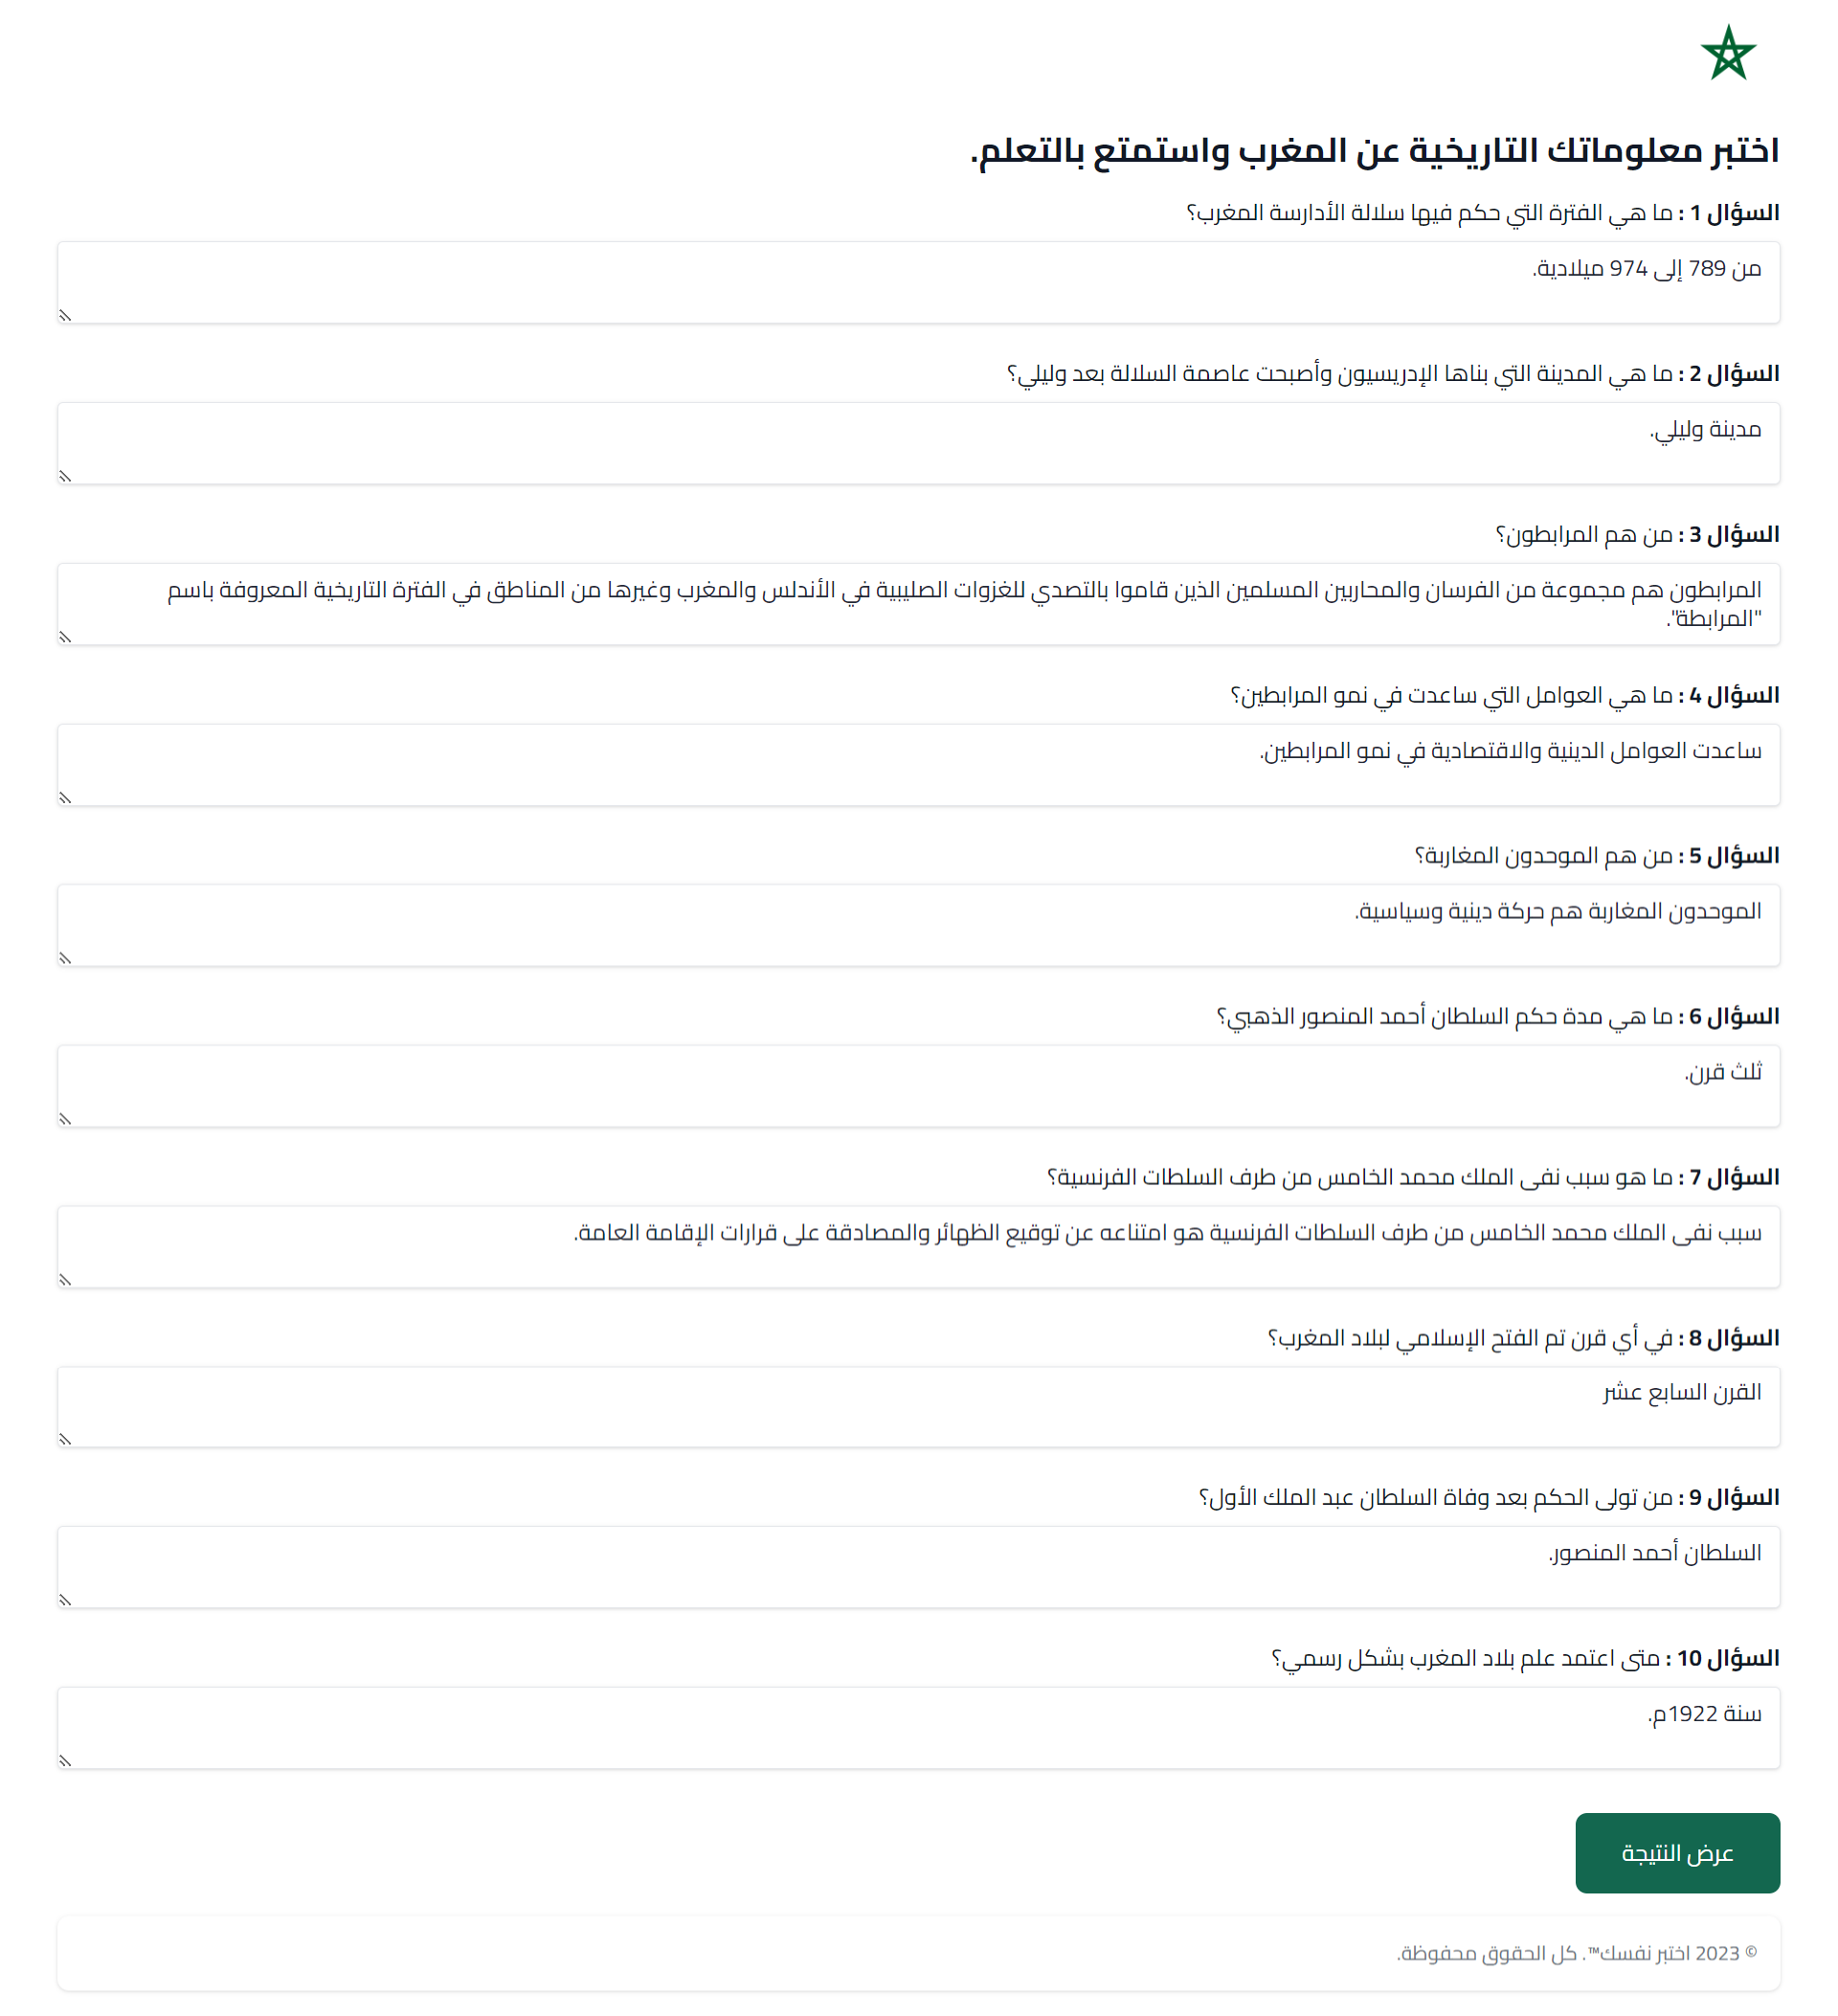 اختبر معلوماتك التاريخية عن المغرب واستمتع بالتعلم.
السؤال 1 : ما هي الفترة التي حكم فيها سلالة الأدارسة المغرب؟
من 789 إلى 974 ميلادية.
السؤال 2 : ما هي المدينة التي بناها الإدريسيون وأصبحت عاصمة السلالة بعد وليلي؟
مدينة وليلي.
السؤال 3 : من هم المرابطون؟
المرابطون هم مجموعة من الفرسان والمحاربين المسلمين الذين قاموا بالتصدي للغزوات الصليبية في الأندلس والمغرب وغيرها من المناطق في الفترة التاريخية المعروفة باسم
"المرابطة".
السؤال 4 : ما هي العوامل التي ساعدت في نمو المرابطين؟
ساعدت العوامل الدينية والاقتصادية في نمو المرابطين.
السؤال 5 : من هم الموحدون المغاربة؟
الموحدون المغاربة هم حركة دينية وسياسية.
السؤال 6 : ما هي مدة حكم السلطان أحمد المنصور الذهبي؟
ثلث قرن.
السؤال 7 : ما هو سبب نفى الملك محمد الخامس من طرف السلطات الفرنسية؟
سبب نفى الملك محمد الخامس من طرف السلطات الفرنسية هو امتناعه عن توقيع الظهائر والمصادقة على قرارات الإقامة العامة.
السؤال 8 : في أي قرن تم الفتح الإسلامي لبلاد المغرب؟
القرن السابع عشر
السؤال 9 : من تولى الحكم بعد وفاة السلطان عبد الملك الأول؟
السلطان أحمد المنصور.
السؤال 10 : متى اعتمد علم بلاد المغرب بشكل رسمي؟
سنة 1922م.
عرض النتيجة
© 2023 اختبر نفسك™. كل الحقوق محفوظة.